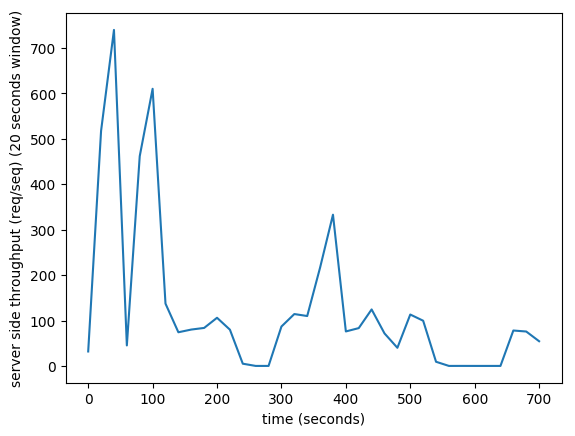 server side throughput (req/seq) (20 seconds window)
700
600
500
400
300
200
100
0
0 100 200 300 400 500 600 700
time (seconds)